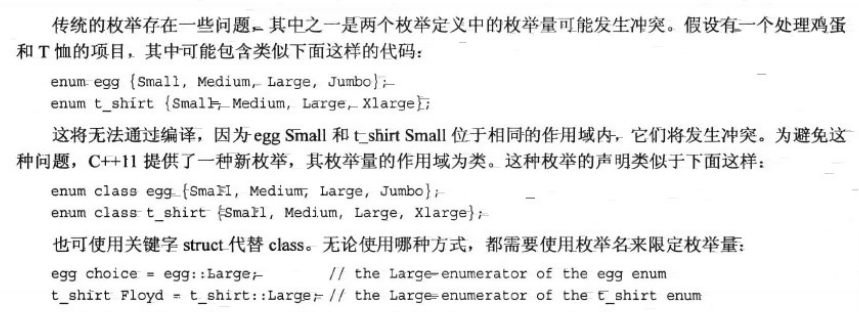 传统的枚举存在一些问题，其中之一是两个枚举定义中的枚举量可能发生冲突。假设有一个处理鸡蛋
和 T 恤的项目，其中可能包含类似下面这样的代码：
enum egg {Small, Medium, Large, Jumbo};
enum t_shirt {Small, Medium, Large, Xlarge};
这将无法通过编译，因为 egg Small 和 t_shirt Small 位于相同的作用域内，它们将发生冲突。为避免这
种问题，C++11 提供了一种新枚举，其枚举量的作用域为类。这种枚举的声明类似于下面这样：
enum class egg {Small, Medium, Large, Jumbo};
enum class t_shirt {Small, Medium, Large, Xlarge};
也可使用关键字 struct 代替 class。无论使用哪种方式，都需要使用枚举名来限定枚举量：
egg choice = egg::Large; // the Large enumerator of the egg enum
t_shirt Floyd = t_shirt::Large; // the Large enumerator of the t_shirt enum